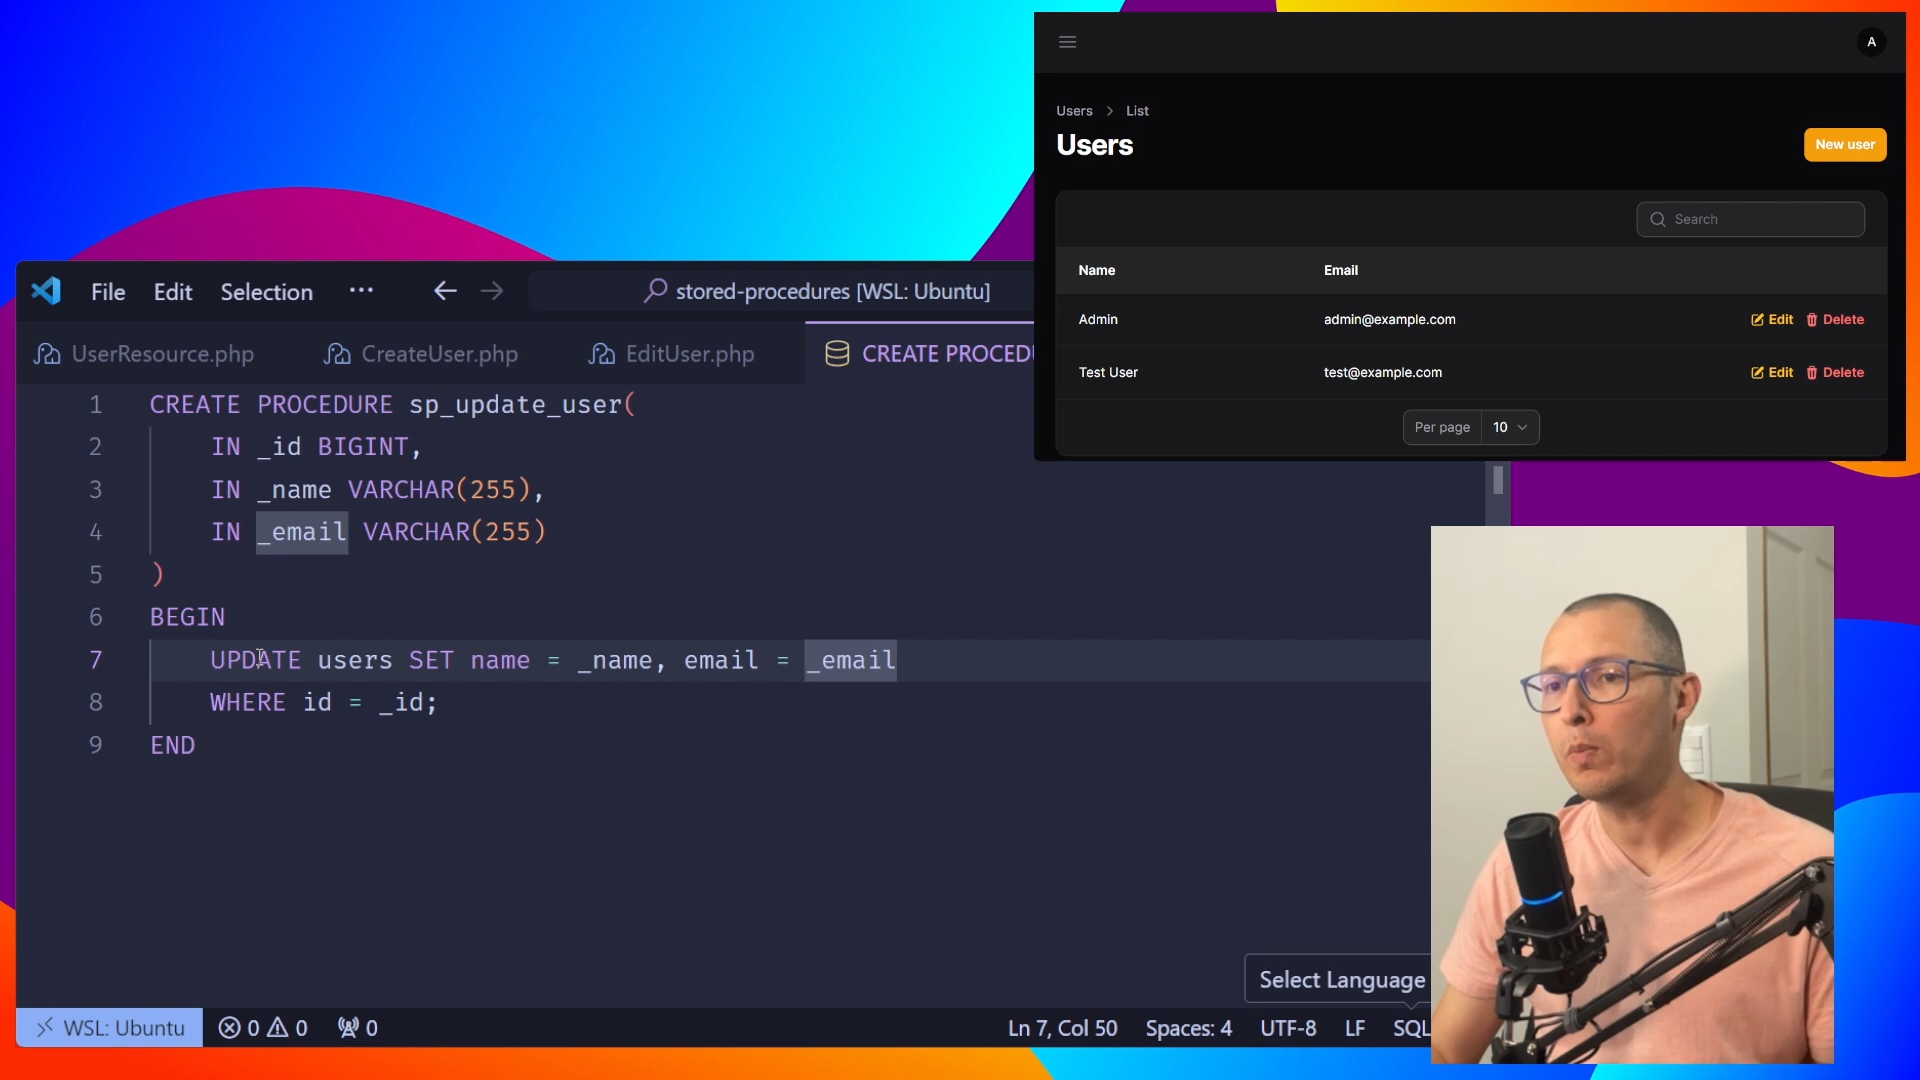 A
Users > List
Users
New user
Search
Name Email
Admin admin@example.com Edit Delete
Test User test@example.com Edit Delete
Per page 10
File Edit Selection ··· stored-procedures [WSL: Ubuntu]
UserResource.php CreateUser.php EditUser.php CREATE PROCEDU
1 CREATE PROCEDURE sp_update_user(
2 IN _id BIGINT,
3 IN _name VARCHAR(255),
4 IN _email VARCHAR(255)
5 )
6 BEGIN
7 UPDATE users SET name = _name, email = _email
8 WHERE id = _id;
9 END
Select Language
WSL: Ubuntu 0 0 0 Ln 7, Col 50 Spaces: 4 UTF-8 LF SQL